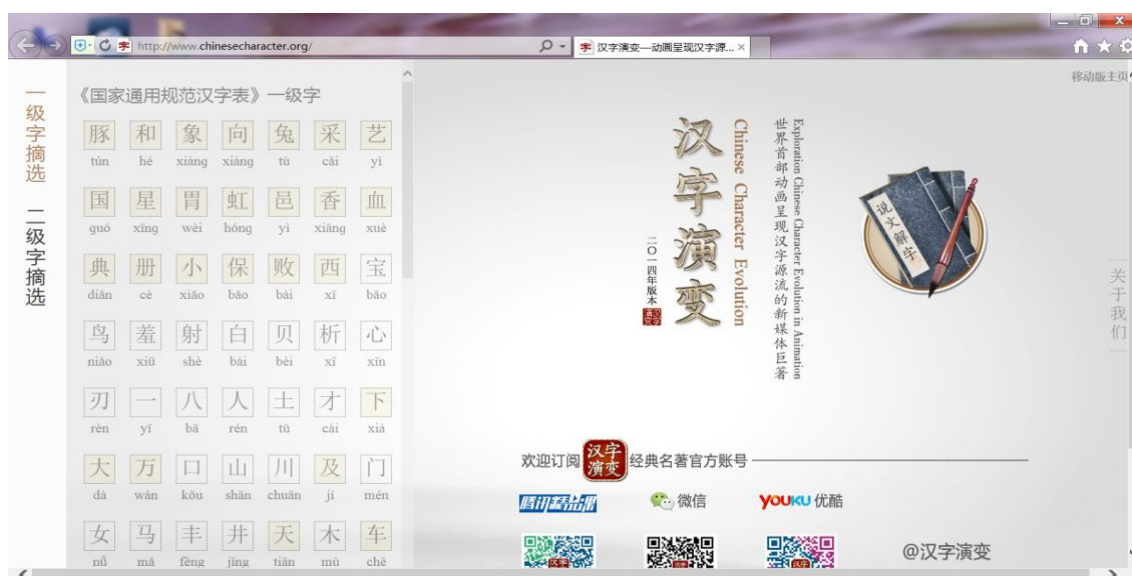 http://www.chinesecharacter.org/
汉字演变—动画呈现汉字源... ×
移动版主页
一级字摘选
二级字摘选
《国家通用规范汉字表》一级字
豚 和 象 向 兔 采 艺
tún hé xiàng xiàng tù cǎi yì
国 星 胃 虹 邑 香 血
guó xīng wèi hóng yì xiāng xuè
典 册 小 保 败 西 宝
diǎn cè xiǎo bǎo bài xī bǎo
鸟 羞 射 白 贝 析 心
niǎo xiū shè bái bèi xī xīn
刃 一 八 人 土 才 下
rèn yī bā rén tǔ cái xià
大 万 口 山 川 及 门
dà wàn kǒu shān chuān jí mén
女 马 丰 井 天 木 车
nǚ mǎ fēng jǐng tiān mù chē
汉字演变
Chinese Character Evolution
二〇一四年版本
汉字演变
世界首部动画呈现汉字源流的新媒体巨著
Exploration Chinese Character Evolution in Animation
说文解字
关于我们
欢迎订阅 汉字演变 经典名著官方账号
腾讯精品课 微信 YOUKU 优酷
@汉字演变